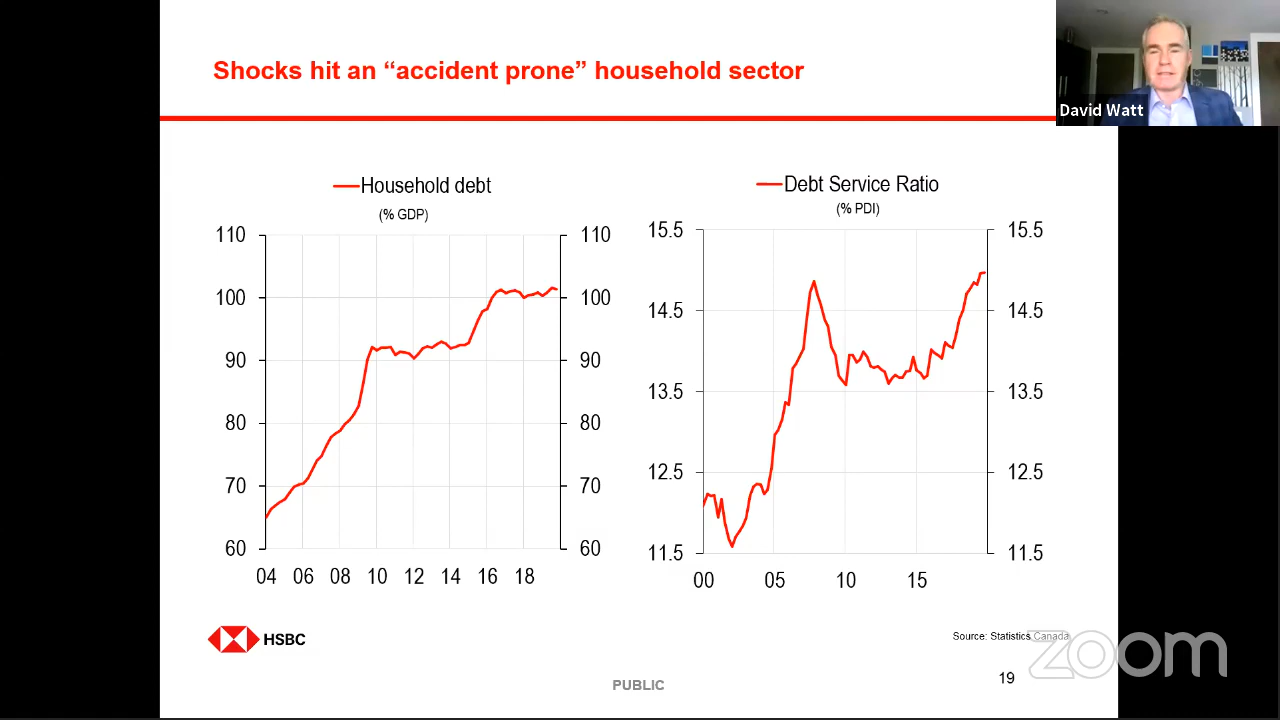 Shocks hit an “accident prone” household sector
David Watt
Household debt
(% GDP)
110
100
90
80
70
60
110
100
90
80
70
60
04 06 08 10 12 14 16 18
Debt Service Ratio
(% PDI)
15.5
14.5
13.5
12.5
11.5
15.5
14.5
13.5
12.5
11.5
00 05 10 15
HSBC
Source: Statistics Canada
zoom
19
PUBLIC